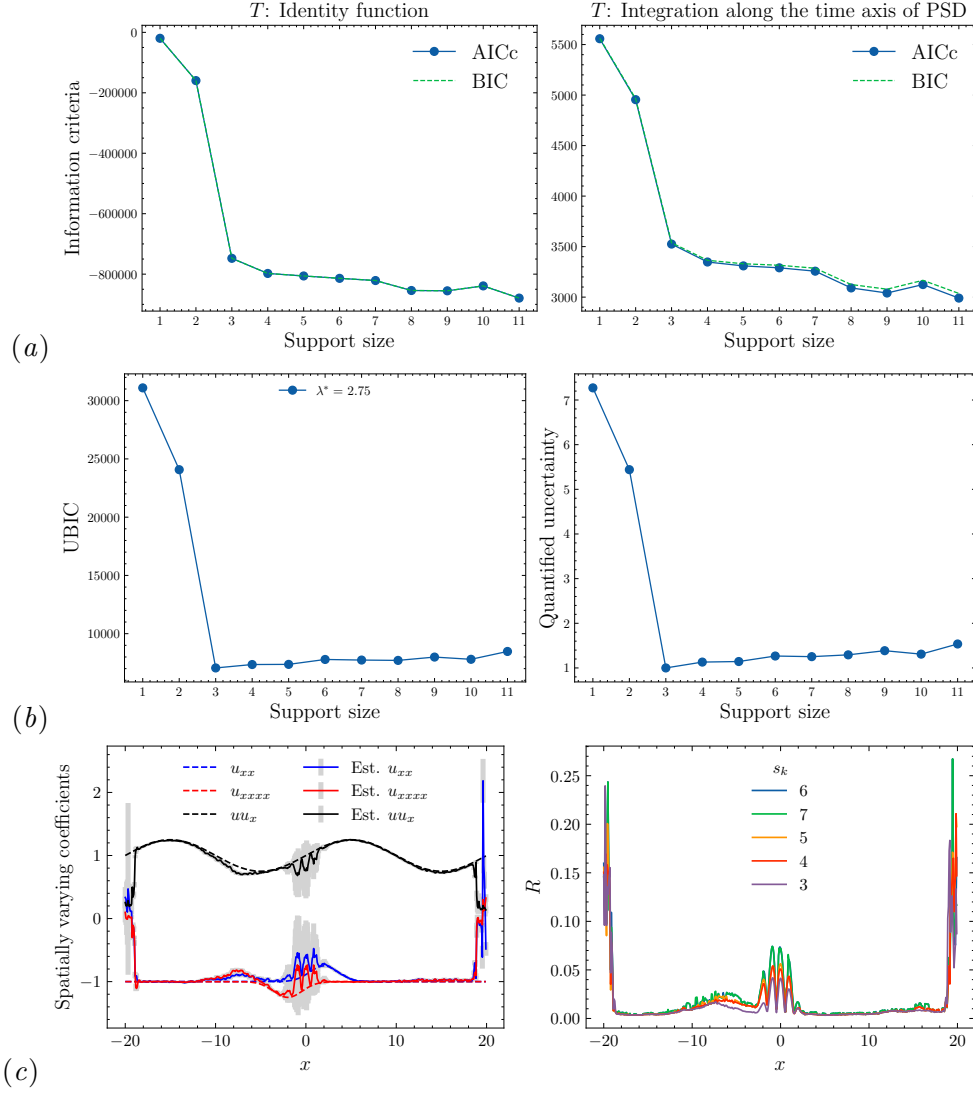 T: Identity function
T: Integration along the time axis of PSD
0
−200000
−400000
−600000
−800000
Information criteria
AICc
BIC
1 2 3 4 5 6 7 8 9 10 11
Support size
5500
5000
4500
4000
3500
3000
AICc
BIC
1 2 3 4 5 6 7 8 9 10 11
Support size
(a)
30000
25000
20000
15000
10000
UBIC
λ* = 2.75
1 2 3 4 5 6 7 8 9 10 11
Support size
7
6
5
4
3
2
1
Quantified uncertainty
1 2 3 4 5 6 7 8 9 10 11
Support size
(b)
2
1
0
−1
Spatially varying coefficients
u_xx
u_xxxx
uu_x
Est. u_xx
Est. u_xxxx
Est. uu_x
−20 −10 0 10 20
x
0.25
0.20
0.15
0.10
0.05
0.00
R
s_k
6
7
5
4
3
−20 −10 0 10 20
x
(c)